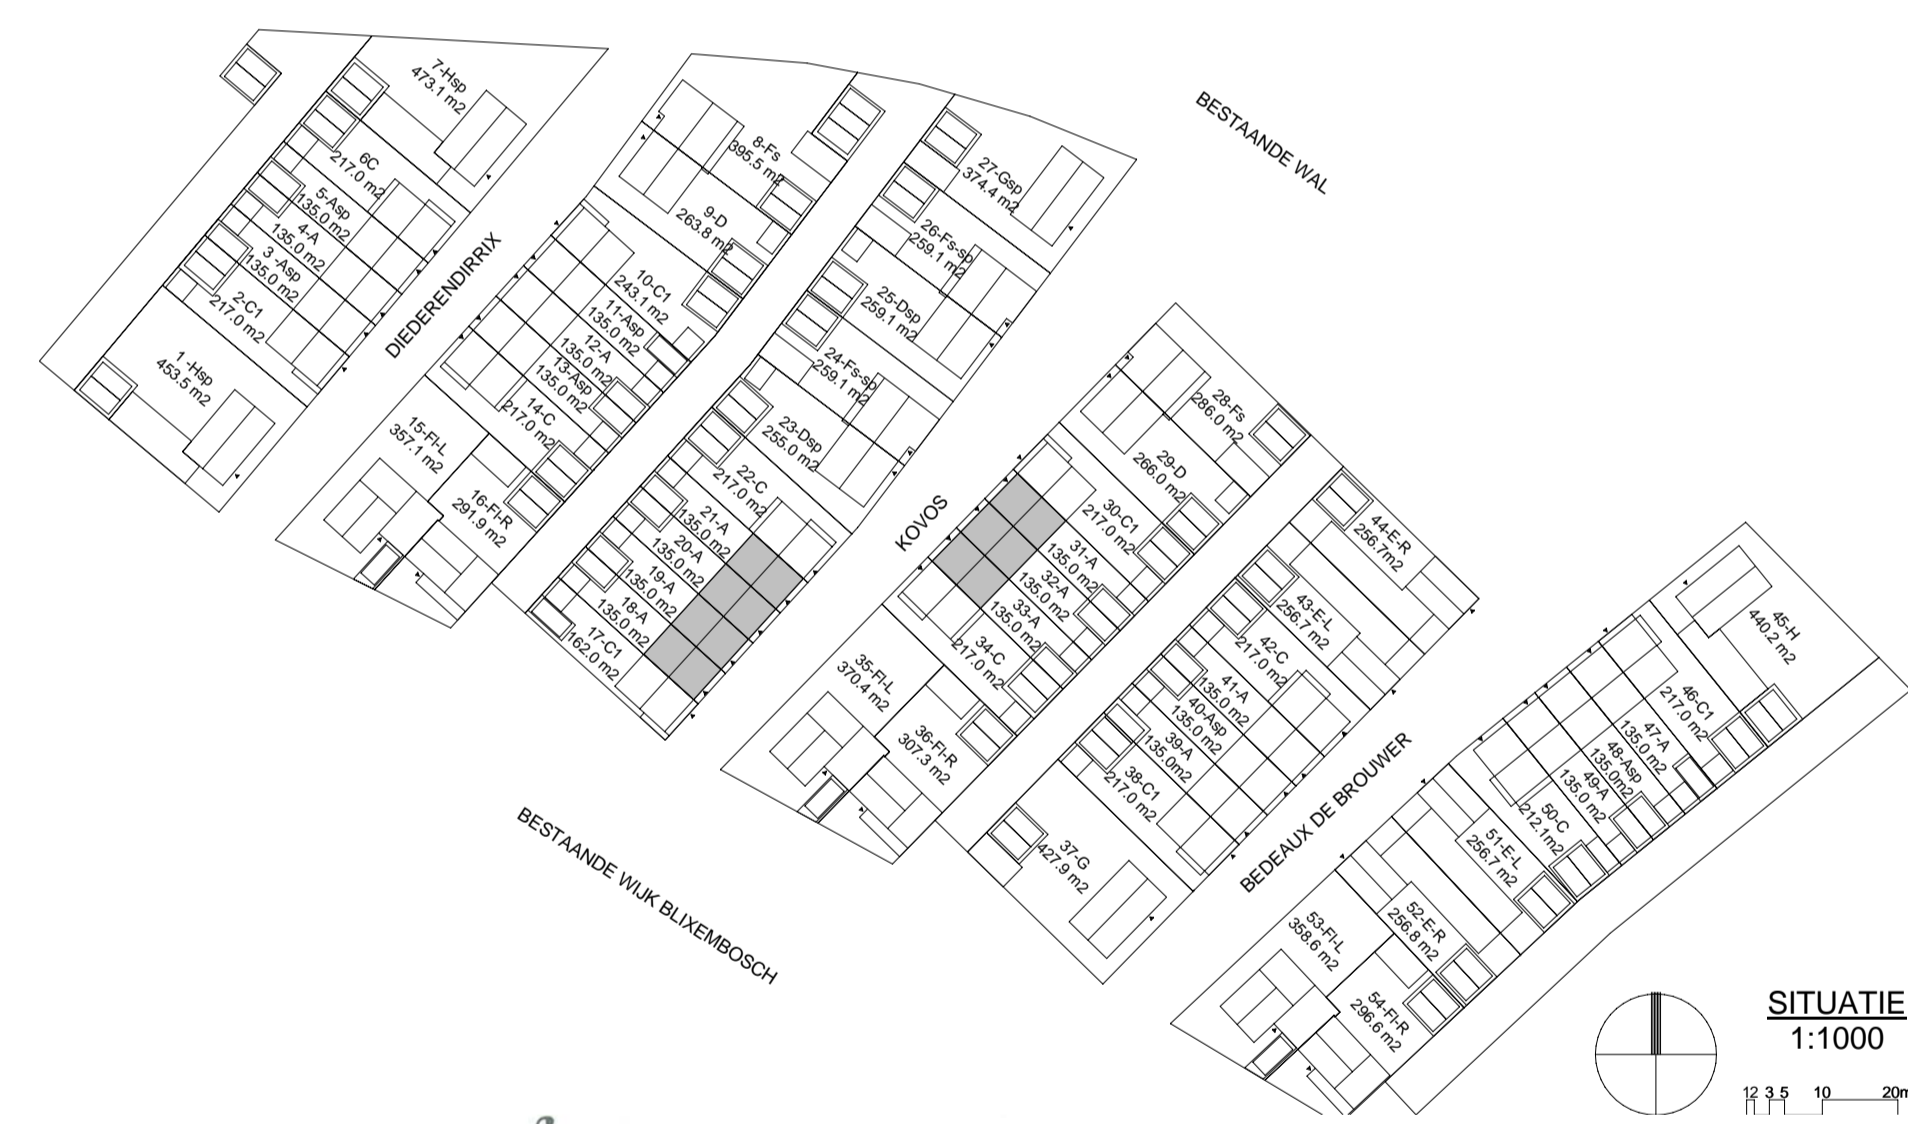 7-Hsp
473.1 m2
6C
217.0 m2
5-Asp
135.0 m2
4-A
135.0 m2
3 -Asp
135.0 m2
2-C1
217.0 m2
1 -Hsp
453.5 m2
DIEDERENDIRRIX
8-Fs
395.5 m2
9-D
263.8 m2
10-C1
243.1 m2
11-Asp
135.0 m2
12-A
135.0 m2
13-Asp
135.0 m2
14-C
217.0 m2
15-Fl-L
357.1 m2
16-Fl-R
291.9 m2
27-Gsp
374.4 m2
26-Fs-sp
259.1 m2
25-Dsp
259.1 m2
24-Fs-sp
259.1 m2
23-Dsp
255.0 m2
22-C
217.0 m2
21-A
135.0 m2
20-A
135.0 m2
19-A
135.0 m2
18-A
135.0 m2
17-C1
162.0 m2
BESTAANDE WAL
KOVOS
28-Fs
286.0 m2
29-D
266.0 m2
30-C1
217.0 m2
31-A
135.0 m2
32-A
135.0 m2
33-A
135.0 m2
34-C
217.0 m2
35-Fl-L
370.4 m2
36-Fl-R
307.3 m2
44-E-R
256.7m2
43-E-L
256.7 m2
42-C
217.0 m2
41-A
135.0 m2
40-Asp
135.0 m2
39-A
135.0m2
38-C1
217.0 m2
37-G
427.9 m2
BESTAANDE WIJK BLIXEMBOSCH
BEDEAUX DE BROUWER
45-H
440.2 m2
46-C1
217.0 m2
47-A
135.0 m2
48-Asp
135.0m2
49-A
135.0 m2
50-C
212.1m2
51-E-L
256.7 m2
52-E-R
256.8 m2
53-Fl-L
358.6 m2
54-Fl-R
296.6 m2
SITUATIE
1:1000
12 3 5 10 20m